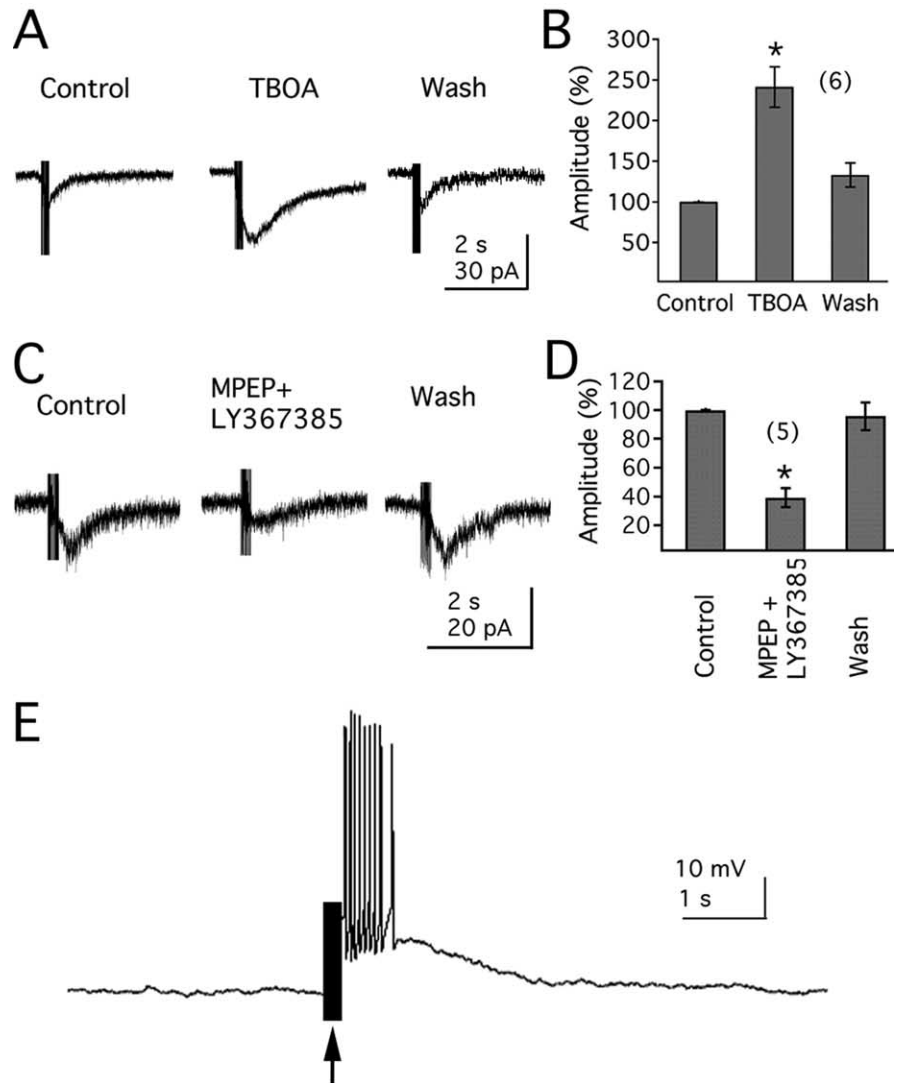 A
Control
TBOA
Wash
2 s
30 pA
B
Amplitude (%)
300
250
200
150
100
50
*
(6)
Control
TBOA
Wash
C
Control
MPEP+
LY367385
Wash
2 s
20 pA
D
Amplitude (%)
120
100
80
60
40
20
(5)
*
Control
MPEP +
LY367385
Wash
E
10 mV
1 s